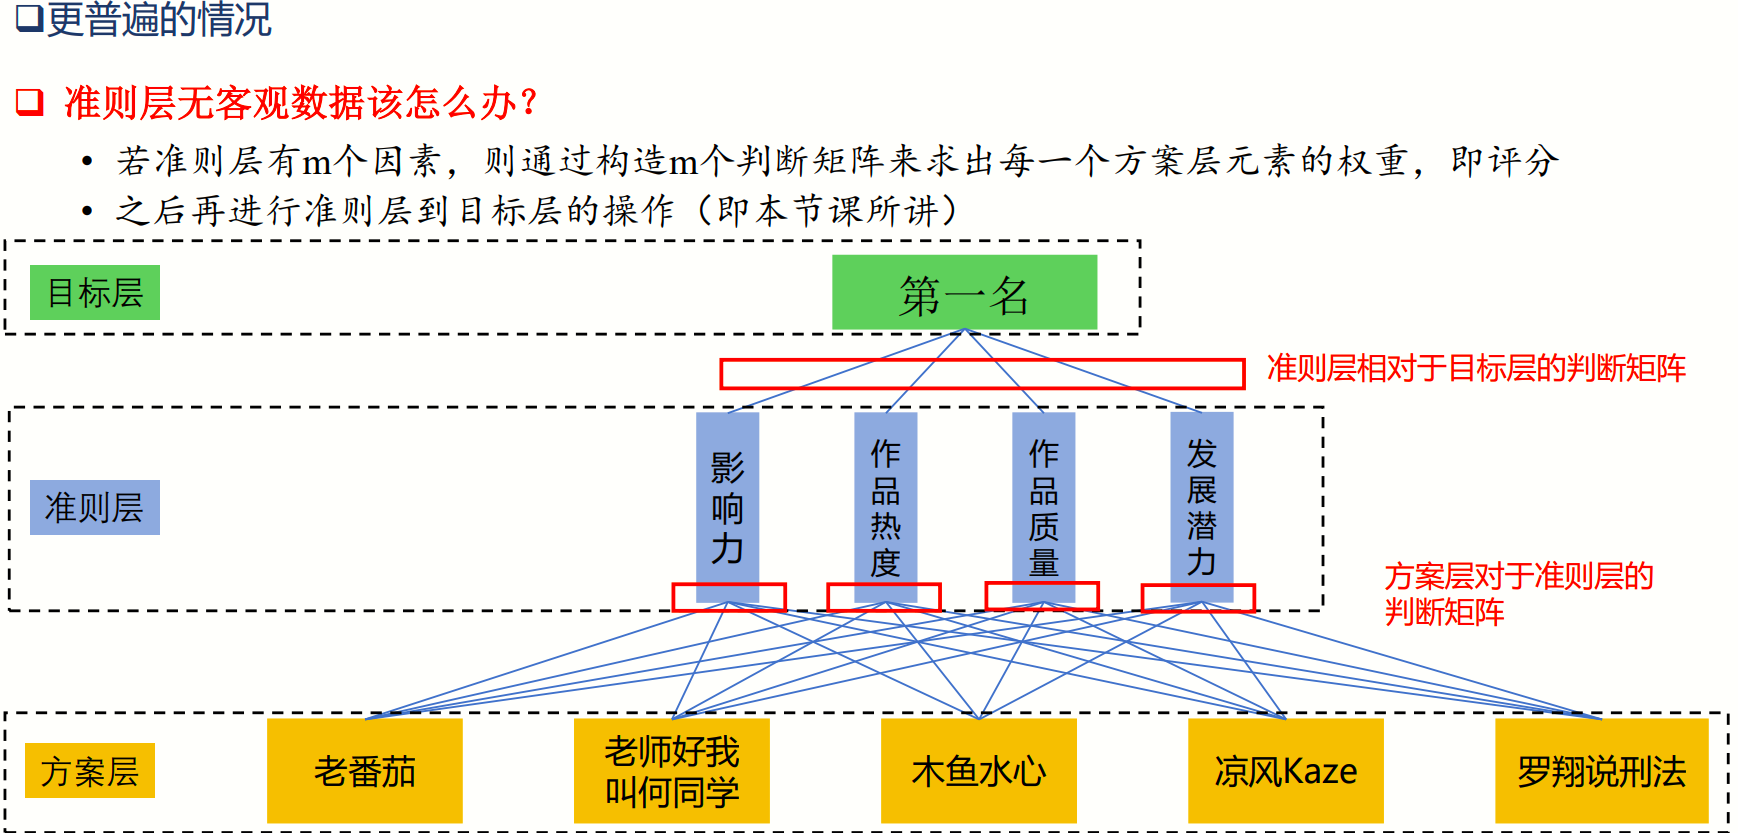 更普遍的情况
准则层无客观数据该怎么办？
• 若准则层有m个因素，则通过构造m个判断矩阵来求出每一个方案层元素的权重，即评分
• 之后再进行准则层到目标层的操作（即本节课所讲）
目标层
第一名
准则层相对于目标层的判断矩阵
准则层
影响力
作品热度
作品质量
发展潜力
方案层对于准则层的
判断矩阵
方案层
老番茄
老师好我
叫何同学
木鱼水心
凉风Kaze
罗翔说刑法